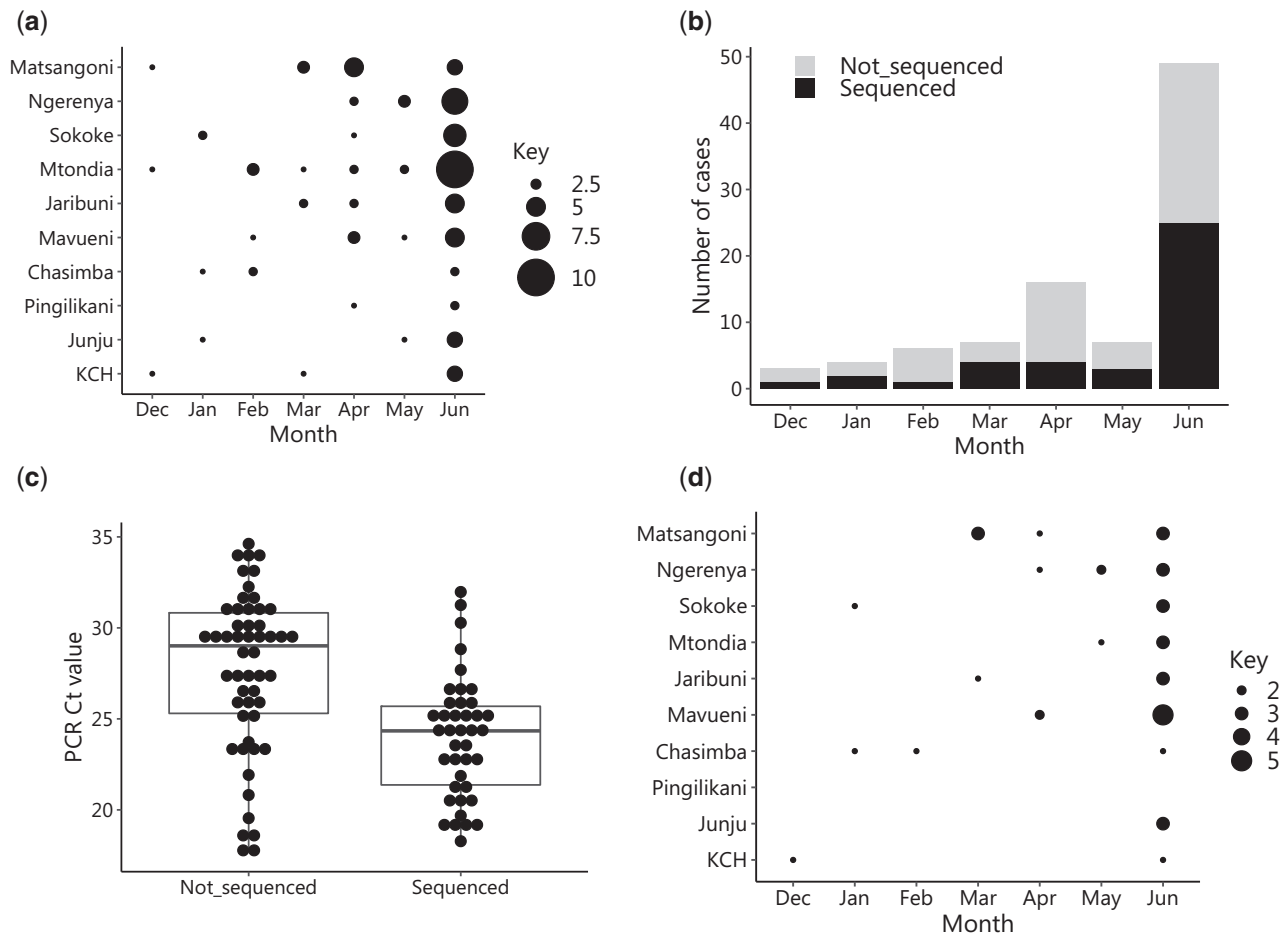 (a)
Matsangoni
Ngerenya
Sokoke
Mtondia
Jaribuni
Mavueni
Chasimba
Pingilikani
Junju
KCH
Dec Jan Feb Mar Apr May Jun
Month
Key
2.5
5
7.5
10
(b)
50
40
30
20
10
0
Number of cases
Not_sequenced
Sequenced
Dec Jan Feb Mar Apr May Jun
Month
(c)
35
30
25
20
PCR Ct value
Not_sequenced Sequenced
(d)
Matsangoni
Ngerenya
Sokoke
Mtondia
Jaribuni
Mavueni
Chasimba
Pingilikani
Junju
KCH
Dec Jan Feb Mar Apr May Jun
Month
Key
2
3
4
5